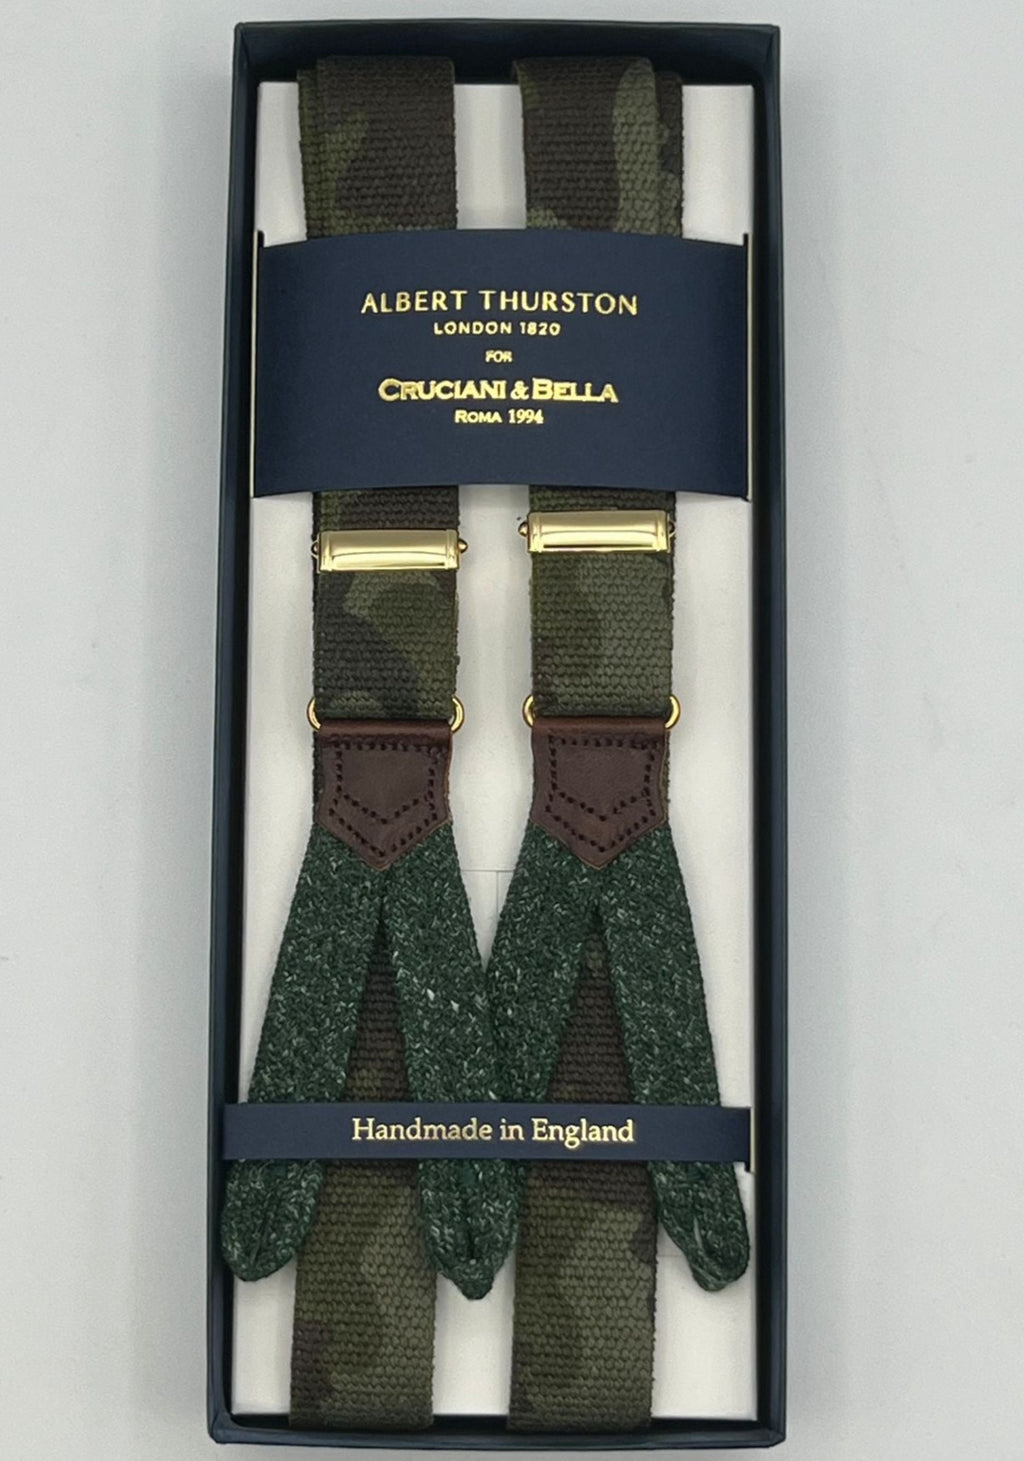 ALBERT THURSTON
LONDON 1820
FOR
CRUCIANI & BELLA
ROMA 1994
Handmade in England